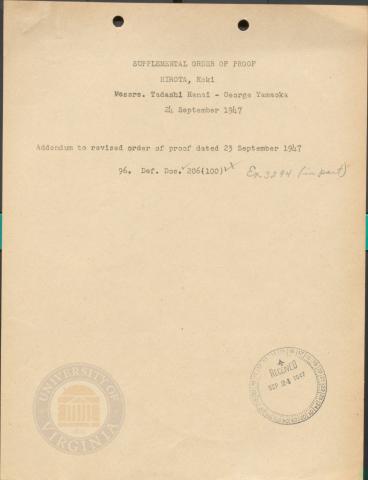 SUPPLEMENTAL ORDER OF PROOF
HIROTA, Koki
Messrs. Tadashi Hanai - George Yamaoka
24 September 1947
Addendum to revised order of proof dated 23 September 1947
96. Def. Doc. 206(100) Ex. 3294 (in part)
RECEIVED
SEP 24 1947
UNIVERSITY OF VIRGINIA